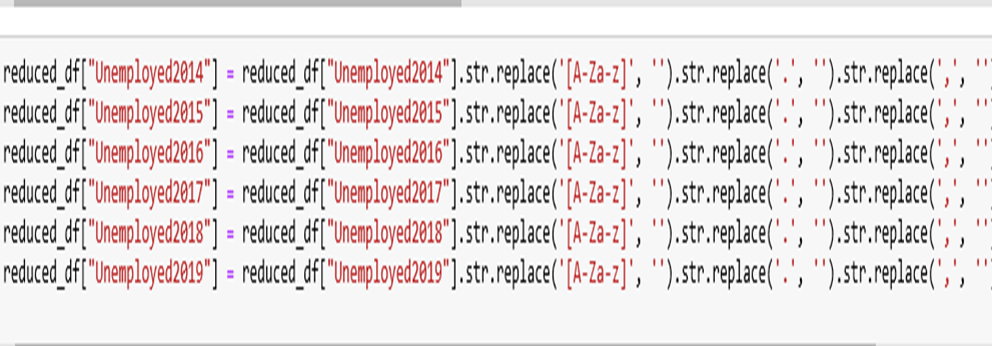 reduced_df["Unemployed2014"] = reduced_df["Unemployed2014"].str.replace('[A-Za-z]', '').str.replace('.', '').str.replace(',', '')
reduced_df["Unemployed2015"] = reduced_df["Unemployed2015"].str.replace('[A-Za-z]', '').str.replace('.', '').str.replace(',', '')
reduced_df["Unemployed2016"] = reduced_df["Unemployed2016"].str.replace('[A-Za-z]', '').str.replace('.', '').str.replace(',', '')
reduced_df["Unemployed2017"] = reduced_df["Unemployed2017"].str.replace('[A-Za-z]', '').str.replace('.', '').str.replace(',', '')
reduced_df["Unemployed2018"] = reduced_df["Unemployed2018"].str.replace('[A-Za-z]', '').str.replace('.', '').str.replace(',', '')
reduced_df["Unemployed2019"] = reduced_df["Unemployed2019"].str.replace('[A-Za-z]', '').str.replace('.', '').str.replace(',', '')